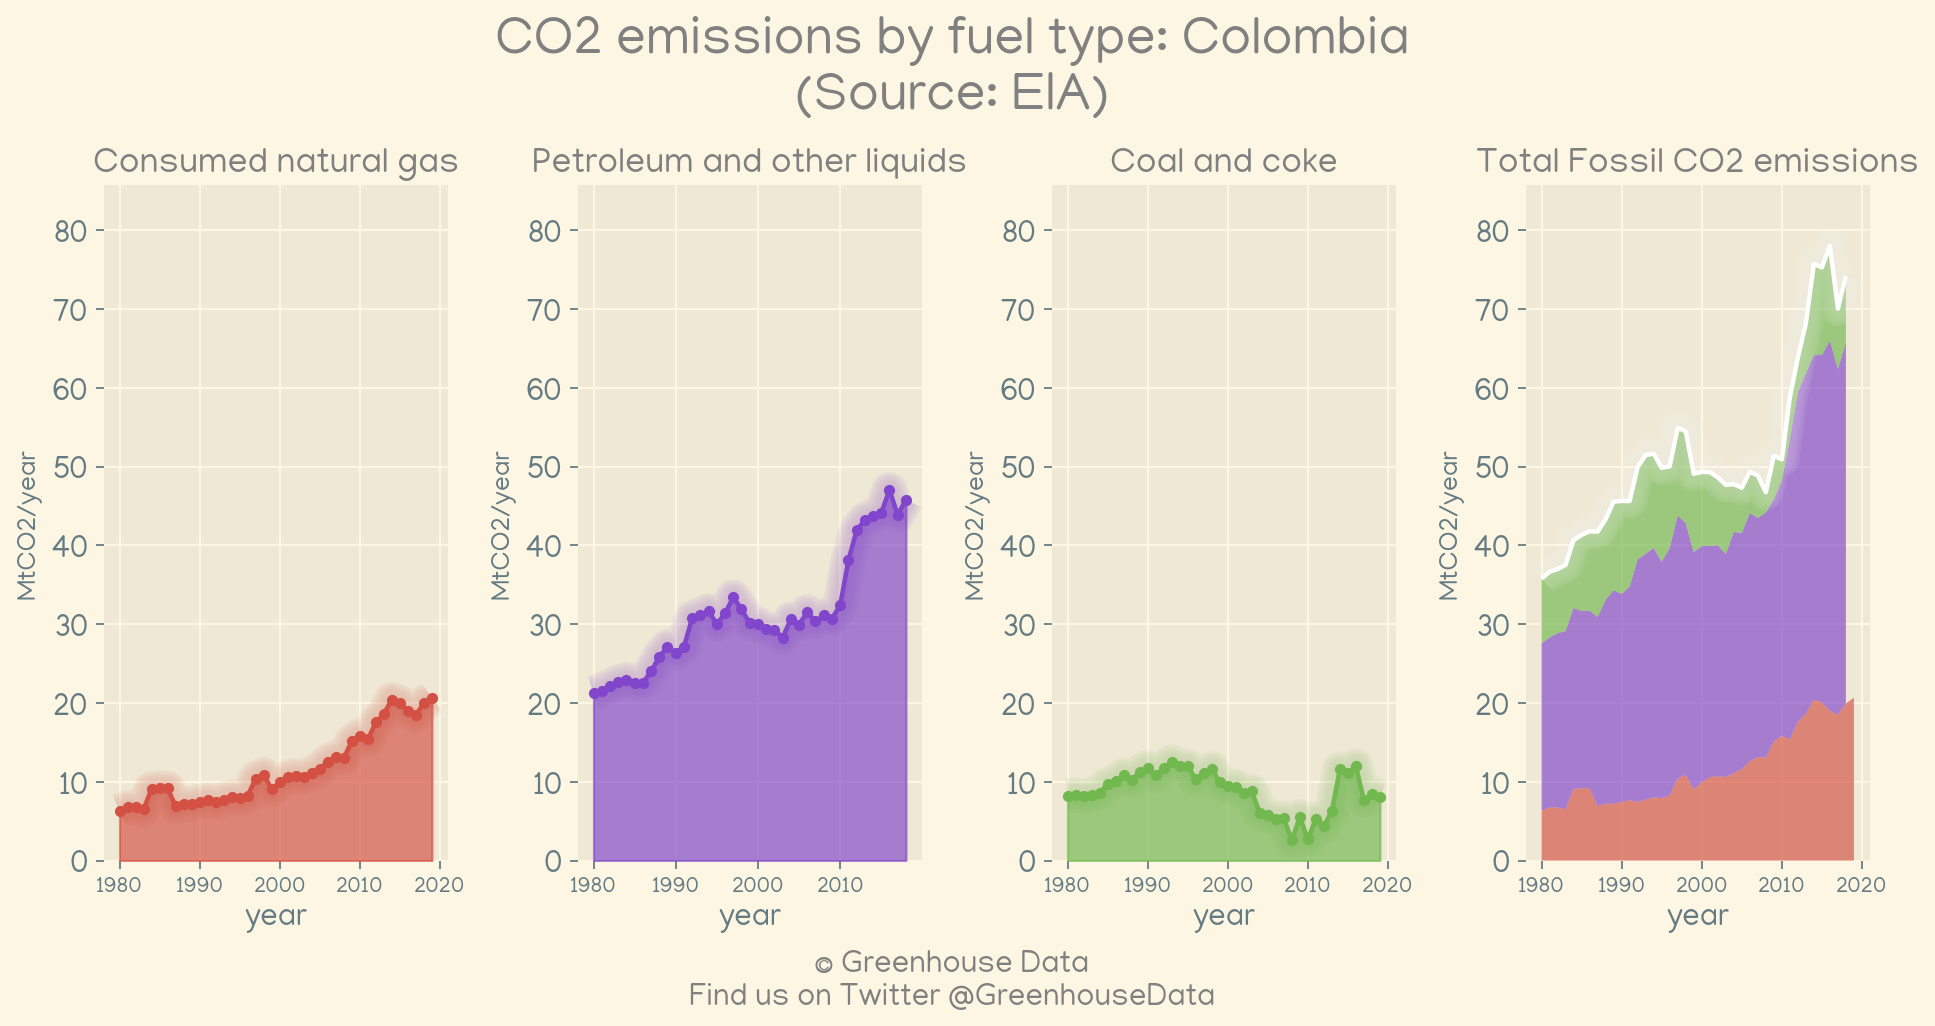 CO2 emissions by fuel type: Colombia
(Source: EIA)
Consumed natural gas
Petroleum and other liquids
Coal and coke
Total Fossil CO2 emissions
80 80 80 80
70 70 70 70
60 60 60 60
50 50 50 50
40 40 40 40
30 30 30 30
20 20 20 20
10 10 10 10
0 0 0 0
MtCO2/year
MtCO2/year
MtCO2/year
MtCO2/year
1980 1990 2000 2010 2020
1980 1990 2000 2010
1980 1990 2000 2010 2020
1980 1990 2000 2010 2020
year
year
year
year
© Greenhouse Data
Find us on Twitter @GreenhouseData